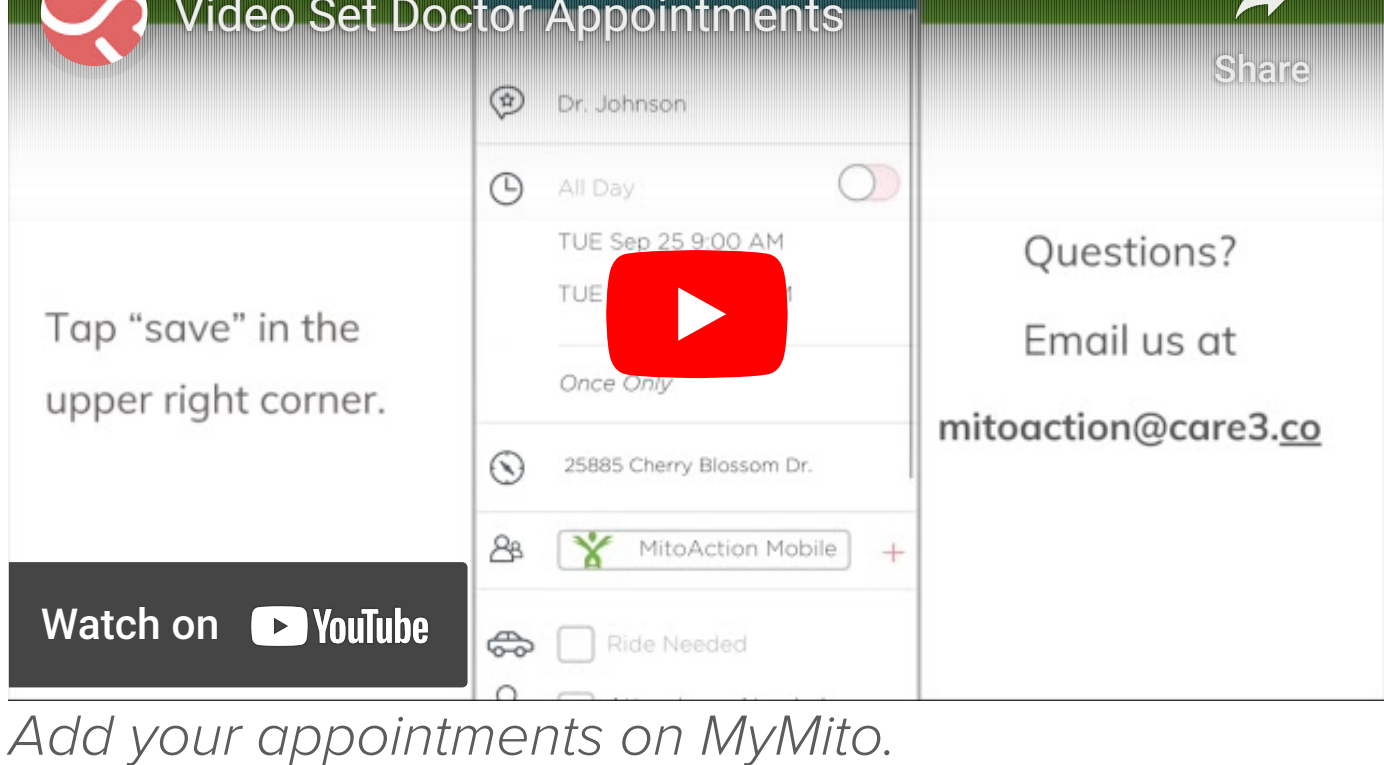 Video Set Doctor Appointments
Share
Dr. Johnson
All Day
TUE Sep 25 9:00 AM
TUE
Once Only
25885 Cherry Blossom Dr.
MitoAction Mobile
+
Ride Needed
Tap “save” in the
upper right corner.
Questions?
Email us at
mitoaction@care3.co
Watch on YouTube
Add your appointments on MyMito.